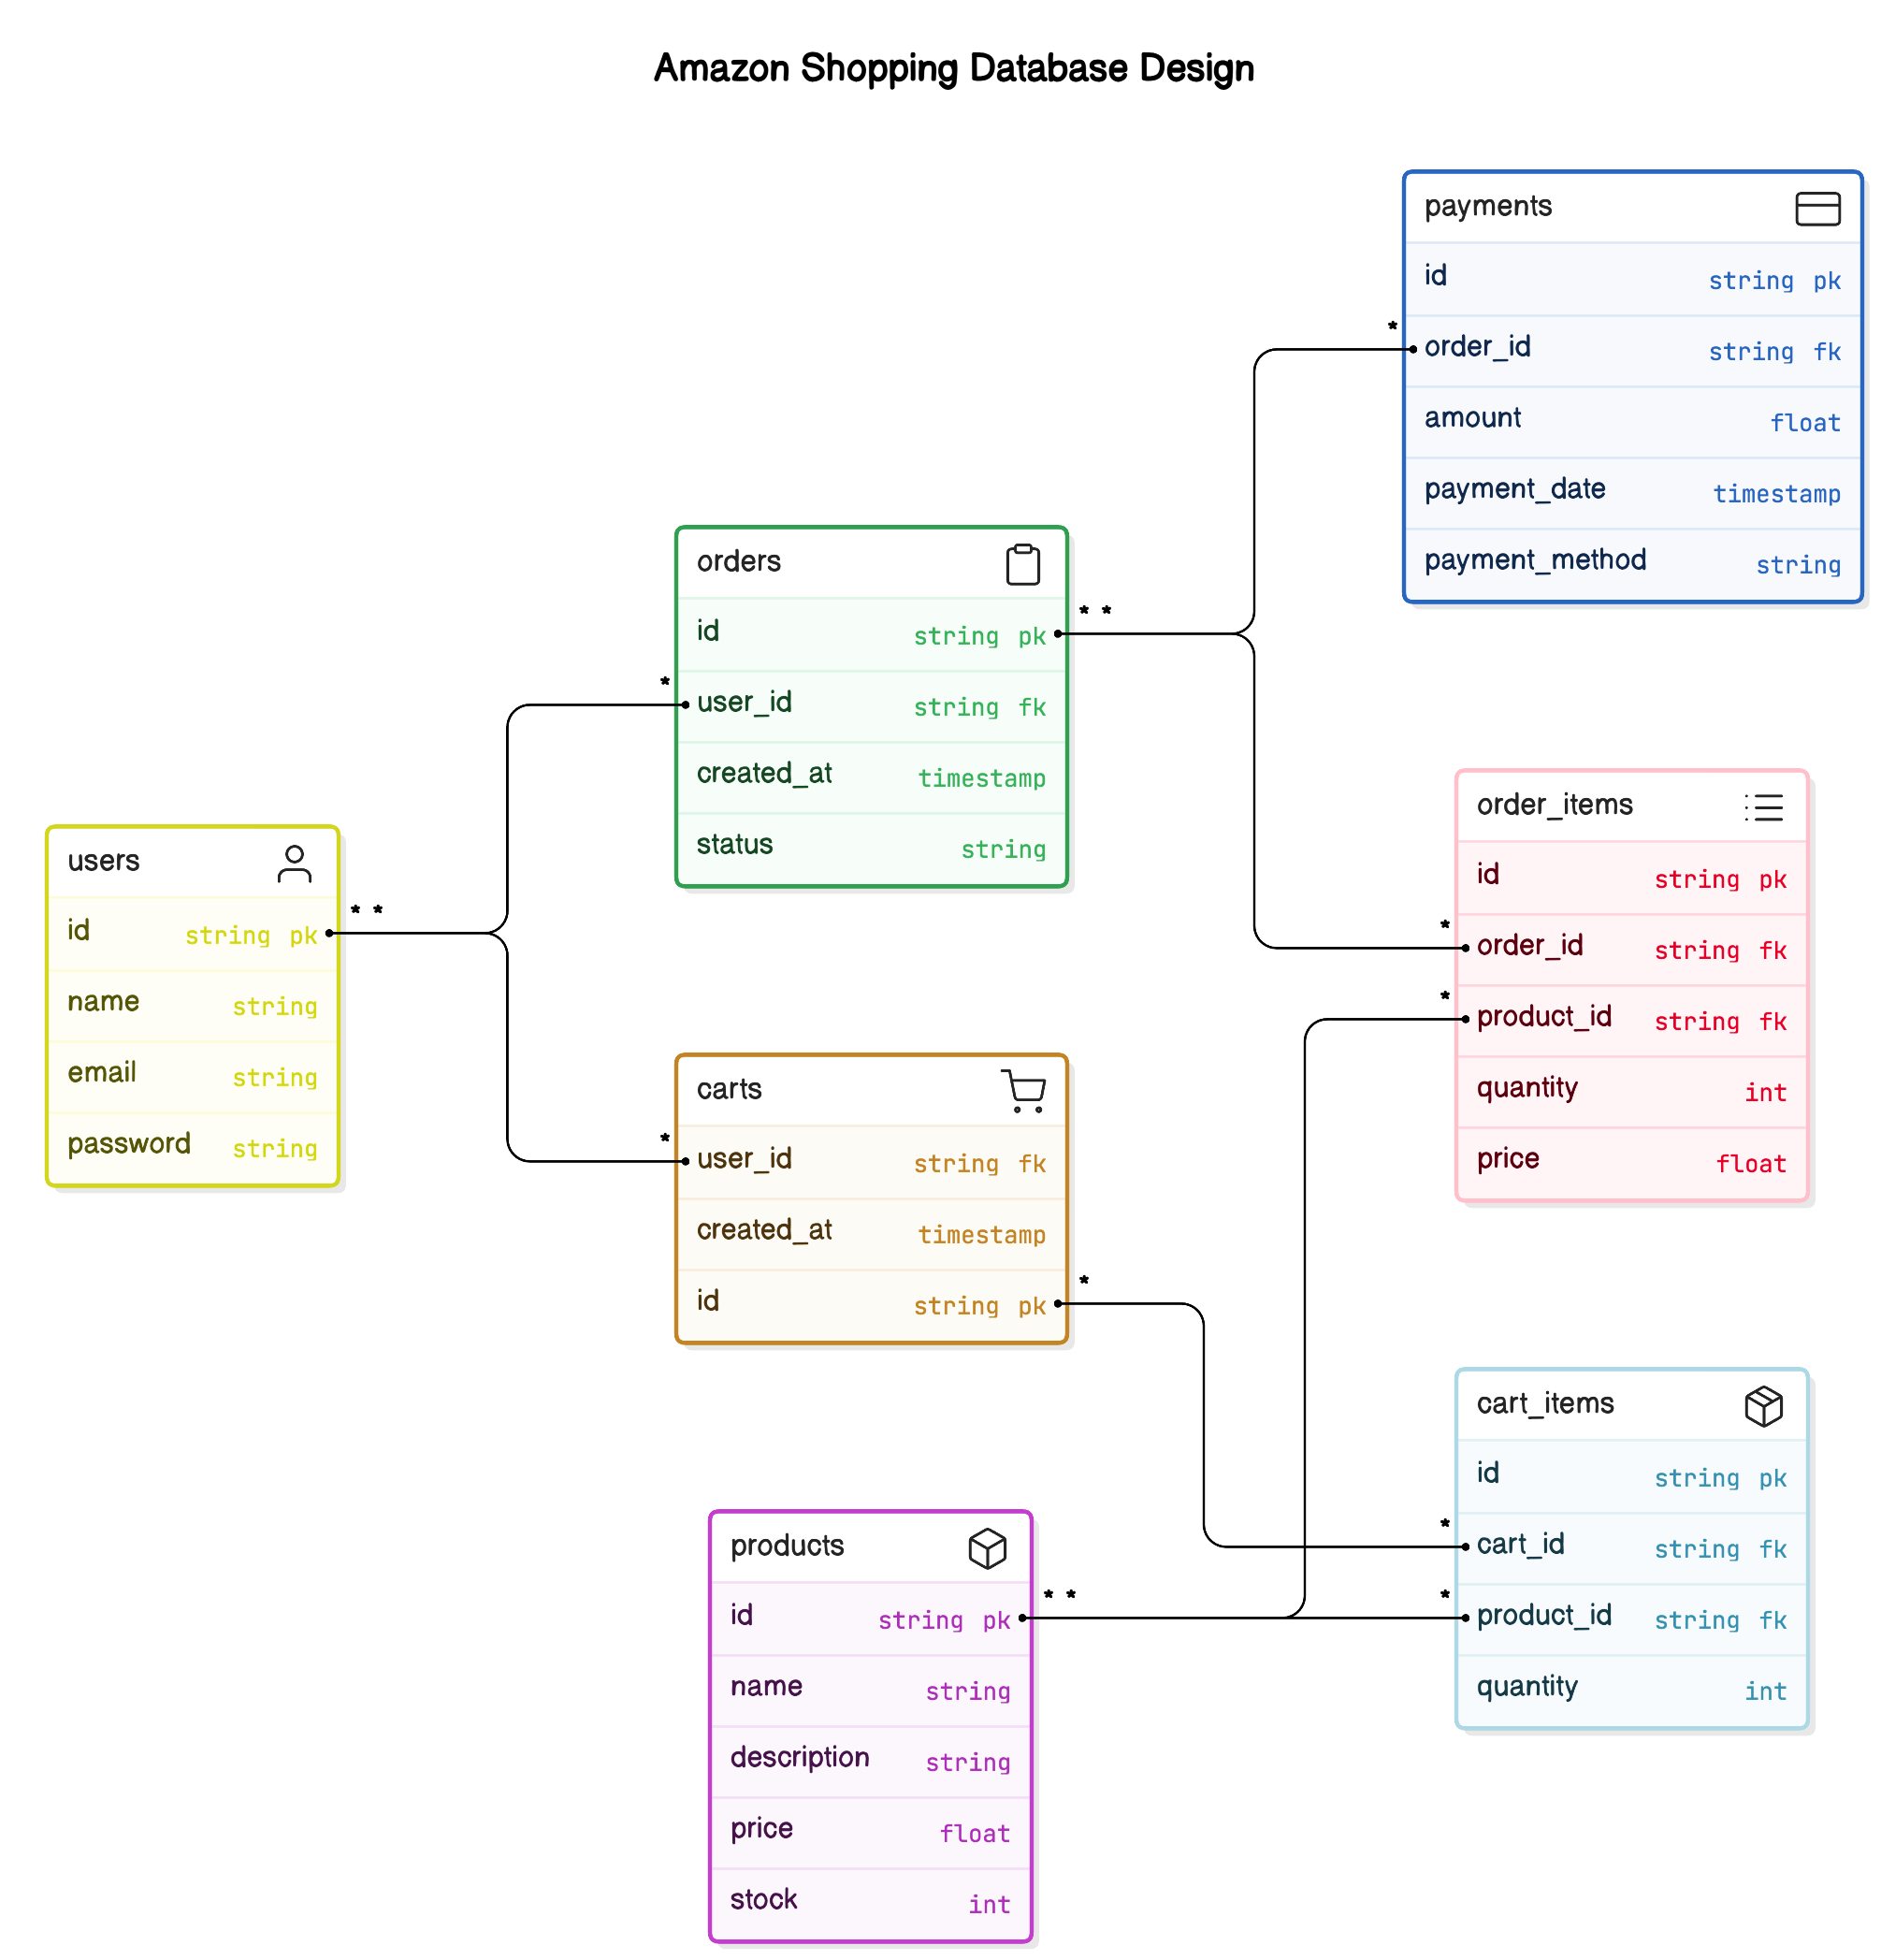 Amazon Shopping Database Design
payments
id string pk
* order_id string fk
amount float
payment_date timestamp
payment_method string
orders
id string pk * *
* user_id string fk
created_at timestamp
status string
order_items
id string pk
* order_id string fk
* product_id string fk
quantity int
price float
users
id string pk * *
name string
email string
password string
carts
* user_id string fk
created_at timestamp
id string pk *
cart_items
id string pk
* cart_id string fk
* product_id string fk
quantity int
products
id string pk * *
name string
description string
price float
stock int